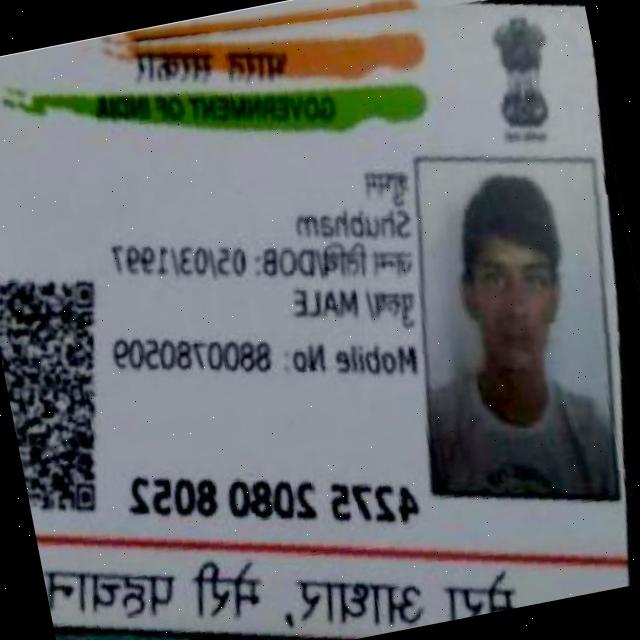 भारत सरकार
GOVERNMENT OF INDIA
शुभम
Shubham
जन्म तिथि/DOB: 05/03/1997
पुरुष/ MALE
Mobile No: 8800780509
4275 2080 8052
मेरा आधार, मेरी पहचान